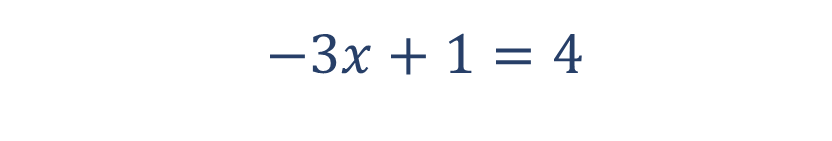 −3x + 1 = 4